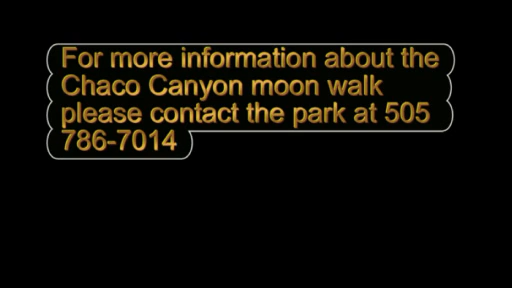 For more information about the
Chaco Canyon moon walk
please contact the park at 505
786-7014